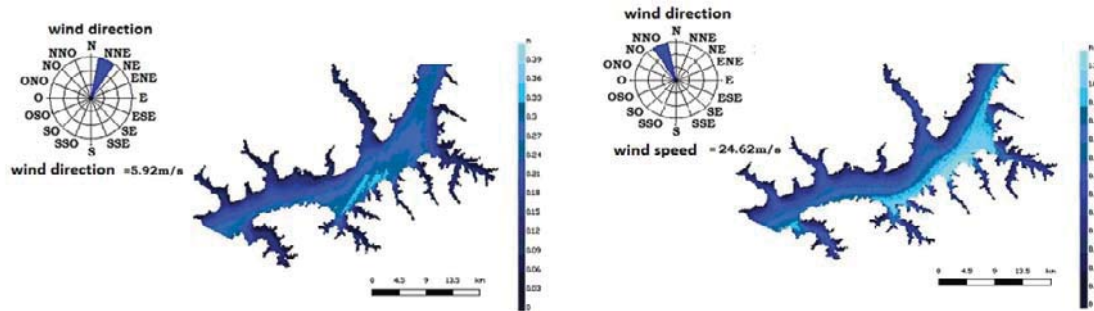 wind direction
N
NNO NNE
NO NE
ONO ENE
O E
OSO ESE
SO SE
SSO SSE
S
wind direction =5.92m/s
0.39
0.33
0.3
0.27
0.24
0.21
0.18
0.15
0.12
0.09
0.06
0.03
0
0 4.5 9 13.5 km
wind direction
N
NNO NNE
NO NE
ONO ENE
O E
OSO ESE
SO SE
SSO SSE
S
wind speed = 24.62m/s
0 4.5 9 13.5 km